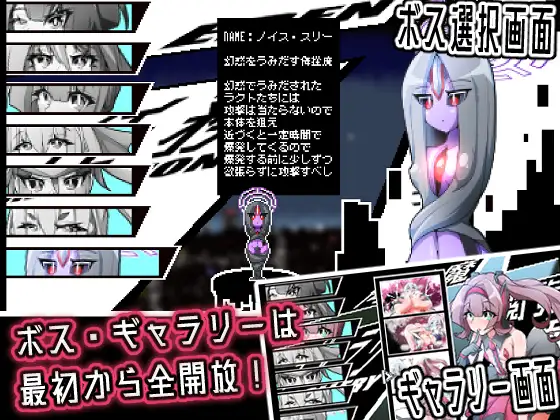 ボス選択画面
NAME:ノイズ・スリー
幻惑をうみだす傀儡魔
幻惑でうみだされた
ラクトたちには
攻撃は当たらないので
本体を狙え
近づくと一定時間で
爆発してくるので
爆発する前に少しずつ
欲張らずに攻撃すべし
ボス・ギャラリーは
最初から全開放!
ギャラリー画面